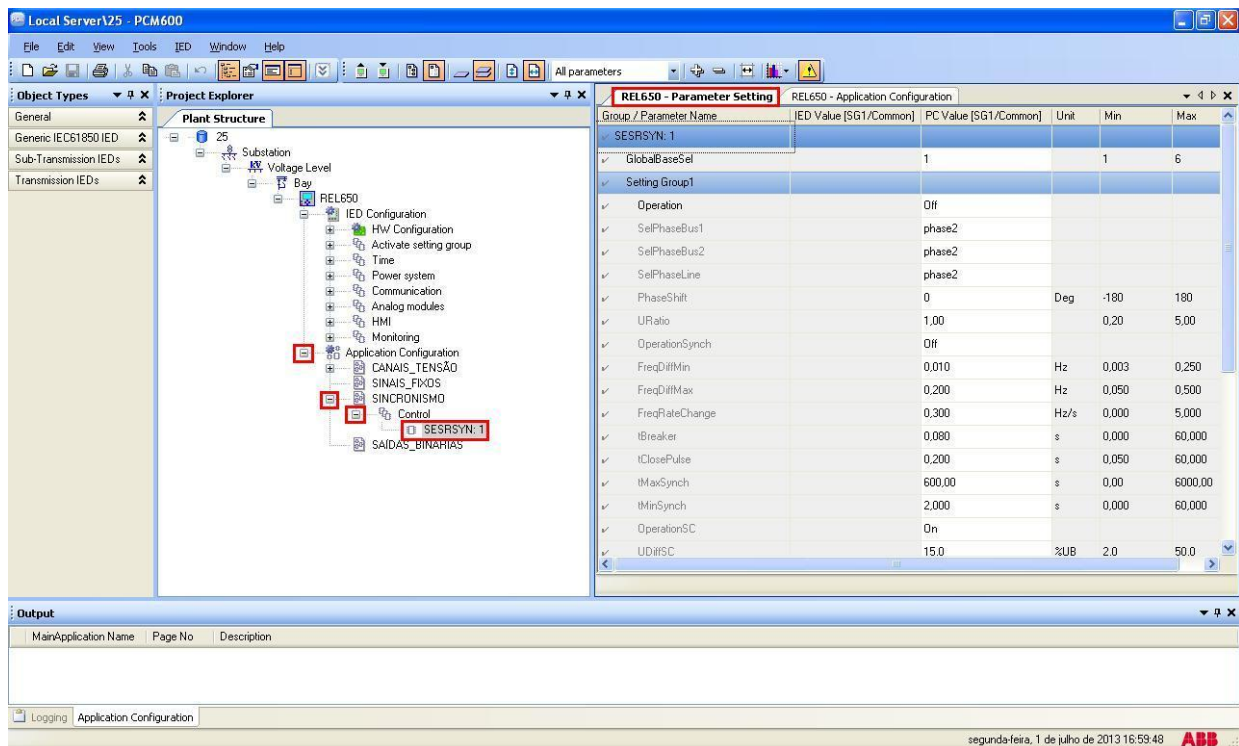 Local Server\25 - PCM600
File Edit View Tools IED Window Help
All parameters
Object Types
General
Generic IEC61850 IED
Sub-Transmission IEDs
Transmission IEDs
Project Explorer
Plant Structure
25
Substation
Voltage Level
Bay
REL650
IED Configuration
HW Configuration
Activate setting group
Time
Power system
Communication
Analog modules
HMI
Monitoring
Application Configuration
CANAIS_TENSÃO
SINAIS_FIXOS
SINCRONISMO
Control
SESRSYN: 1
SAÍDAS_BINÁRIAS
REL650 - Parameter Setting REL650 - Application Configuration
Group / Parameter Name IED Value [SG1/Common] PC Value [SG1/Common] Unit Min Max
SESRSYN: 1
GlobalBaseSel 1 1 6
Setting Group1
Operation Off
SelPhaseBus1 phase2
SelPhaseBus2 phase2
SelPhaseLine phase2
PhaseShift 0 Deg -180 180
URatio 1,00 0,20 5,00
OperationSynch Off
FreqDiffMin 0,010 Hz 0,003 0,250
FreqDiffMax 0,200 Hz 0,050 0,500
FreqRateChange 0,300 Hz/s 0,000 5,000
tBreaker 0,080 s 0,000 60,000
tClosePulse 0,200 s 0,050 60,000
tMaxSynch 600,00 s 0,00 6000,00
tMinSynch 2,000 s 0,000 60,000
OperationSC On
UDiffSC 15.0 %UB 2.0 50.0
Output
MainApplication Name Page No Description
Logging Application Configuration
segunda-feira, 1 de julho de 2013 16:59:48 ABB